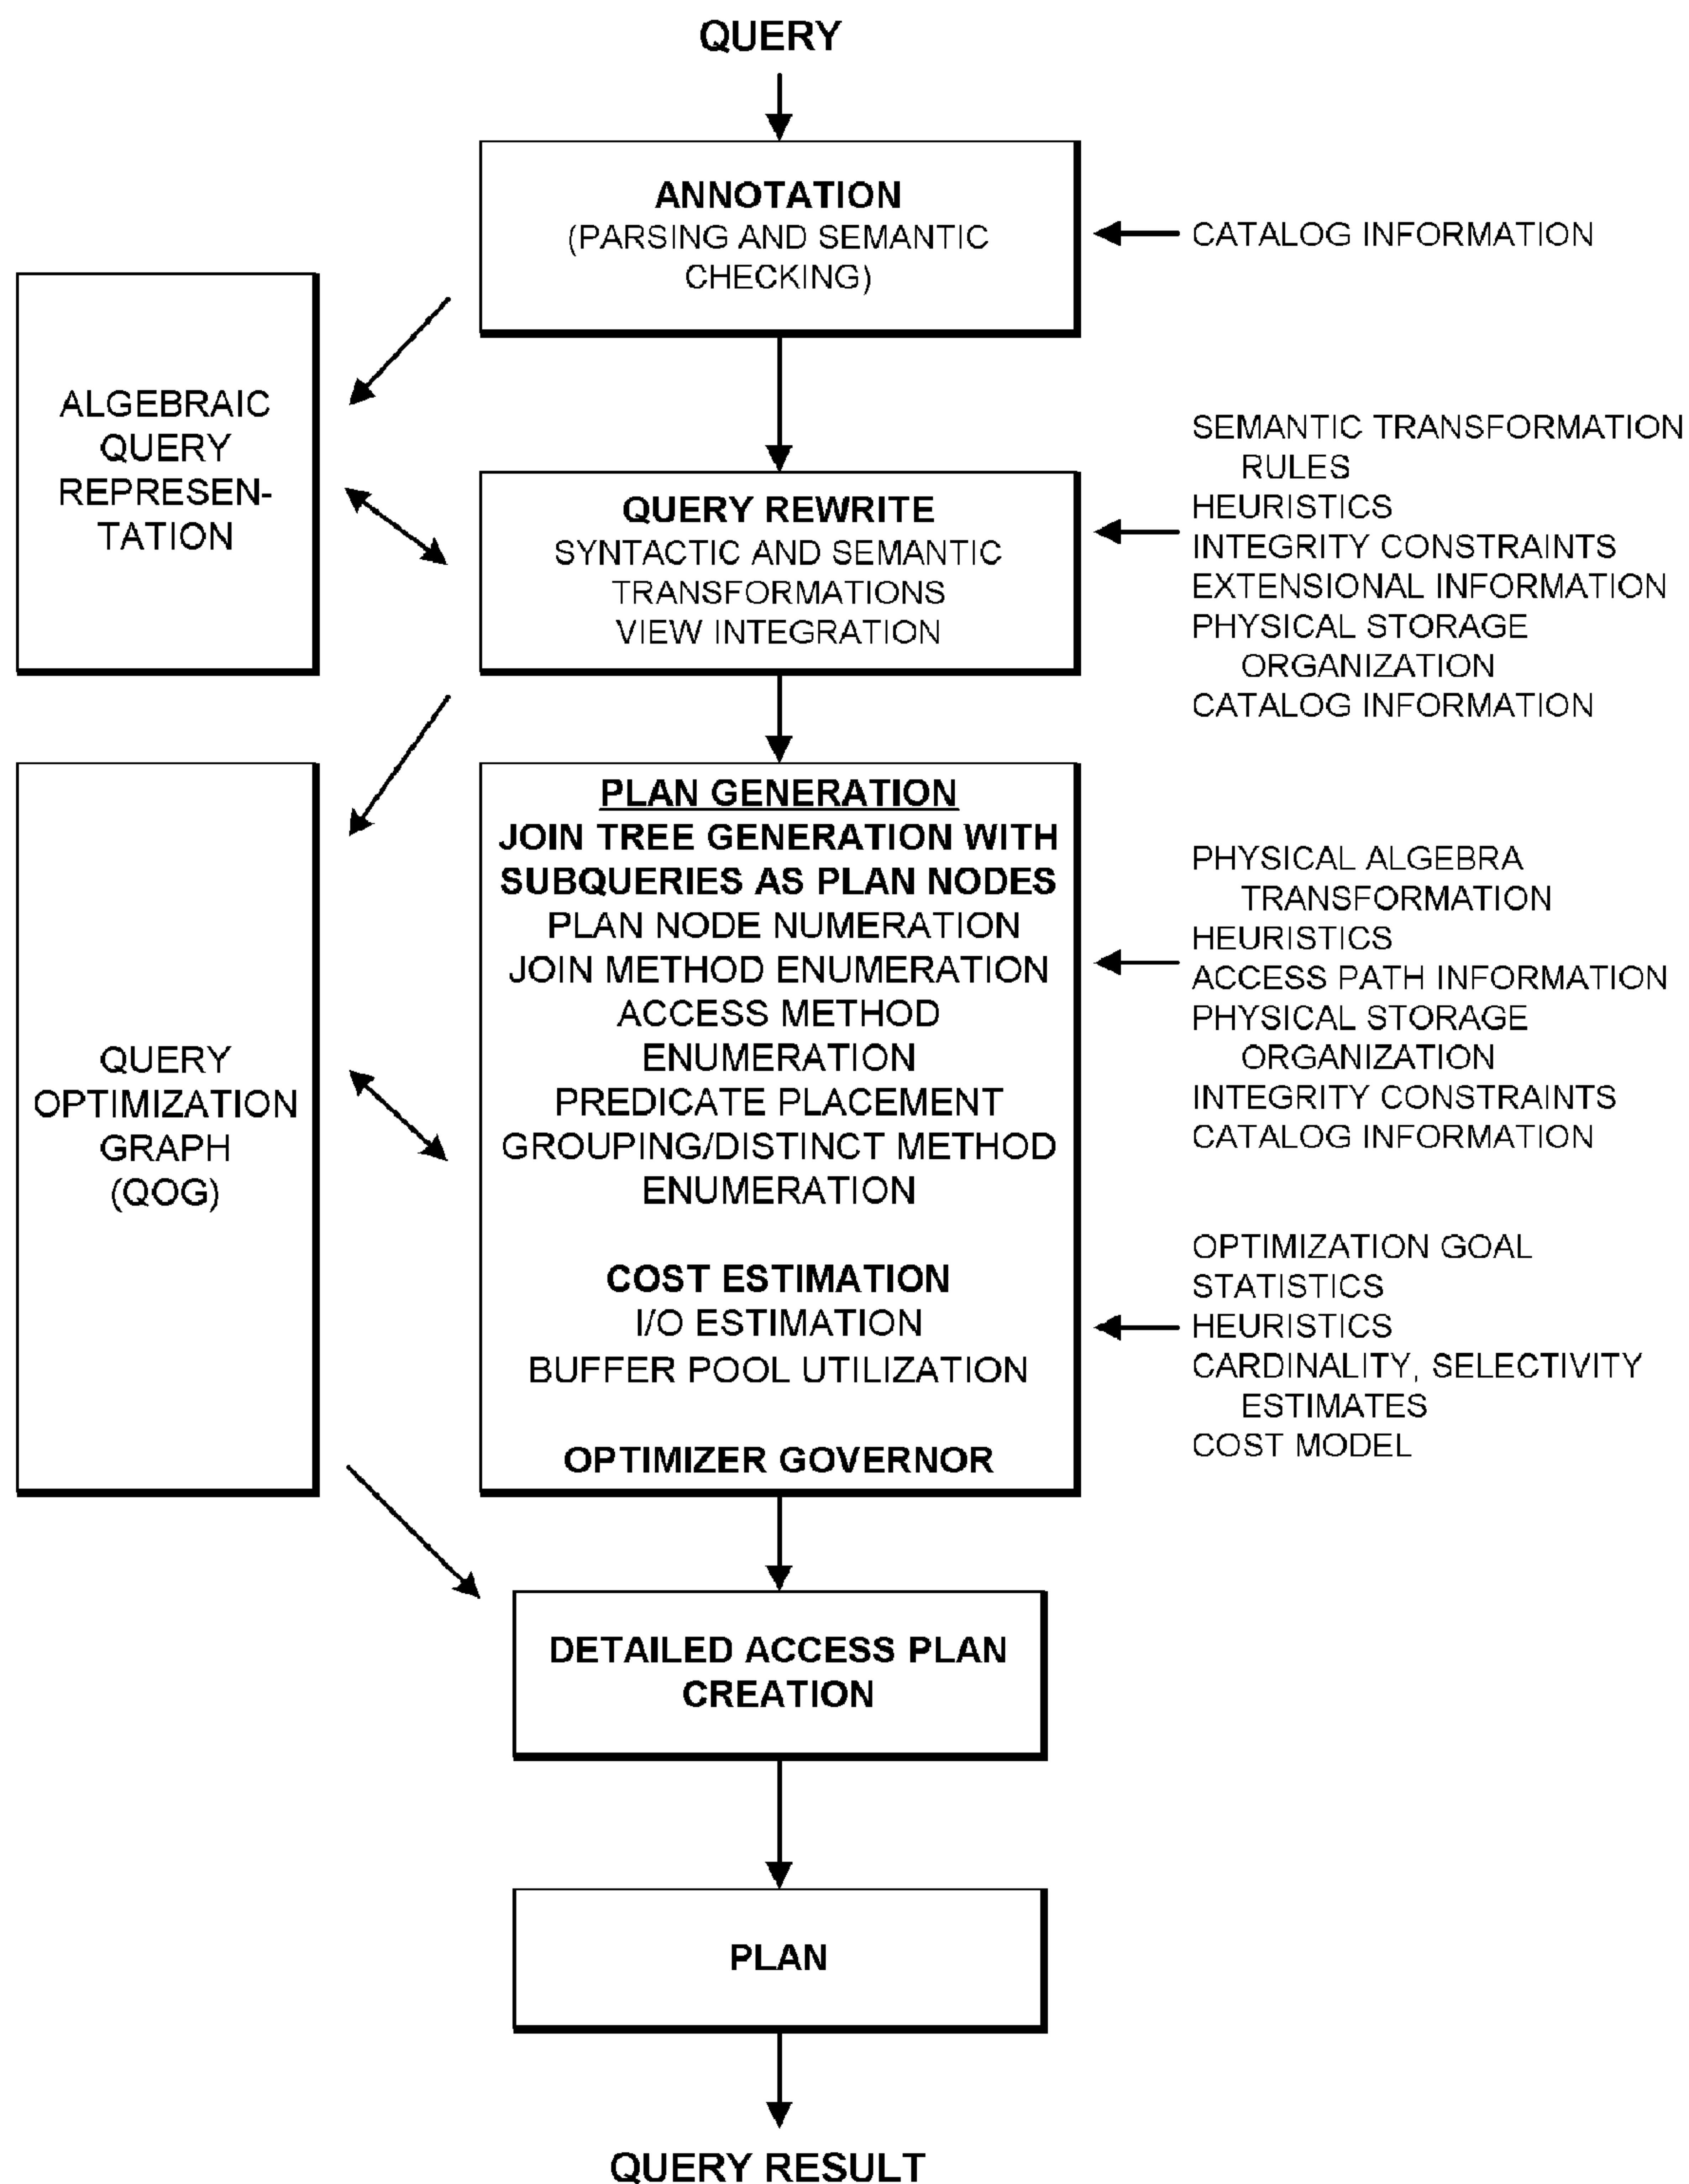 QUERY
ANNOTATION
(PARSING AND SEMANTIC
CHECKING)
CATALOG INFORMATION
ALGEBRAIC
QUERY
REPRESEN-
TATION
QUERY REWRITE
SYNTACTIC AND SEMANTIC
TRANSFORMATIONS
VIEW INTEGRATION
SEMANTIC TRANSFORMATION
RULES
HEURISTICS
INTEGRITY CONSTRAINTS
EXTENSIONAL INFORMATION
PHYSICAL STORAGE
ORGANIZATION
CATALOG INFORMATION
QUERY
OPTIMIZATION
GRAPH
(QOG)
PLAN GENERATION
JOIN TREE GENERATION WITH
SUBQUERIES AS PLAN NODES
PLAN NODE NUMERATION
JOIN METHOD ENUMERATION
ACCESS METHOD
ENUMERATION
PREDICATE PLACEMENT
GROUPING/DISTINCT METHOD
ENUMERATION
COST ESTIMATION
I/O ESTIMATION
BUFFER POOL UTILIZATION
OPTIMIZER GOVERNOR
PHYSICAL ALGEBRA
TRANSFORMATION
HEURISTICS
ACCESS PATH INFORMATION
PHYSICAL STORAGE
ORGANIZATION
INTEGRITY CONSTRAINTS
CATALOG INFORMATION
OPTIMIZATION GOAL
STATISTICS
HEURISTICS
CARDINALITY, SELECTIVITY
ESTIMATES
COST MODEL
DETAILED ACCESS PLAN
CREATION
PLAN
QUERY RESULT